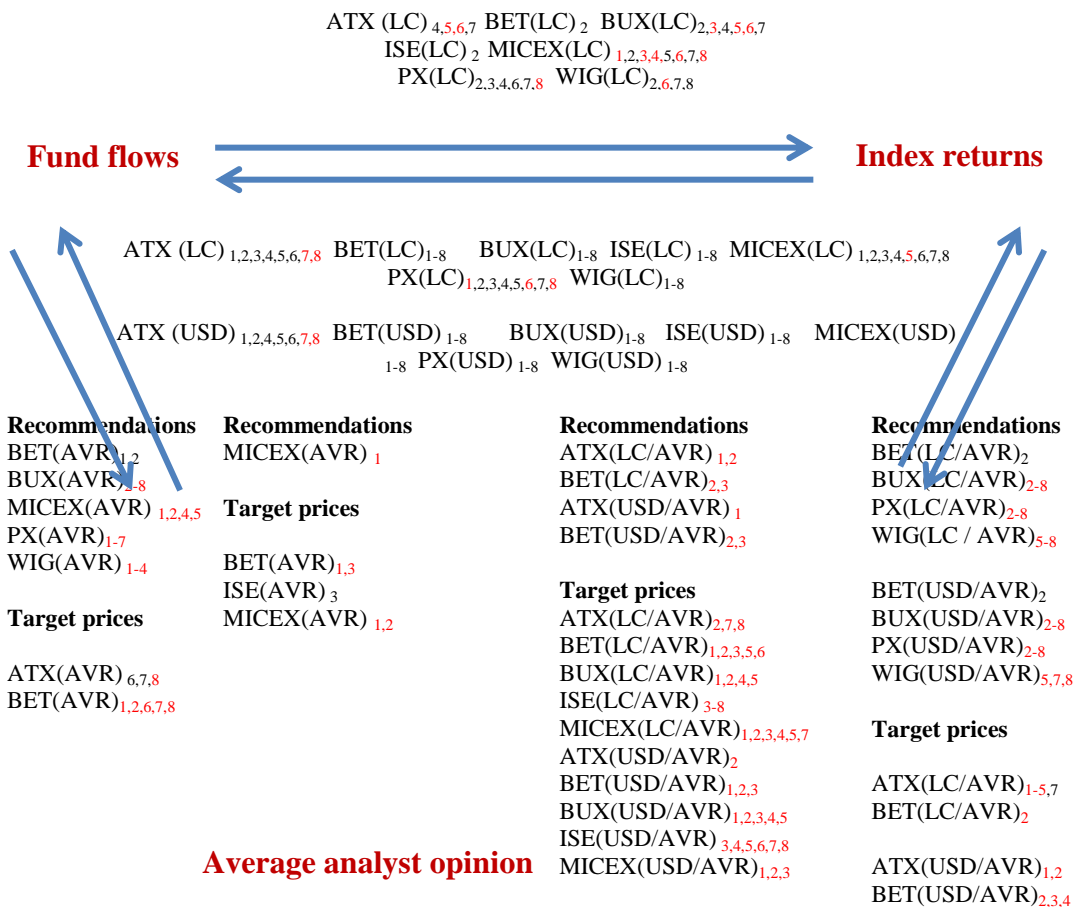 ATX (LC) 4,5,6,7 BET(LC) 2 BUX(LC)2,3,4,5,6,7
ISE(LC) 2 MICEX(LC) 1,2,3,4,5,6,7,8
PX(LC)2,3,4,6,7,8 WIG(LC)2,6,7,8
Fund flows
Index returns
ATX (LC) 1,2,3,4,5,6,7,8 BET(LC)1-8 BUX(LC)1-8 ISE(LC) 1-8 MICEX(LC) 1,2,3,4,5,6,7,8
PX(LC)1,2,3,4,5,6,7,8 WIG(LC)1-8
ATX (USD) 1,2,4,5,6,7,8 BET(USD) 1-8 BUX(USD)1-8 ISE(USD) 1-8 MICEX(USD)
1-8 PX(USD) 1-8 WIG(USD) 1-8
Recommendations
BET(AVR)1,2
BUX(AVR)2-8
MICEX(AVR) 1,2,4,5
PX(AVR)1-7
WIG(AVR) 1-4
Target prices
ATX(AVR) 6,7,8
BET(AVR)1,2,6,7,8
Recommendations
MICEX(AVR) 1
Target prices
BET(AVR)1,3
ISE(AVR) 3
MICEX(AVR) 1,2
Recommendations
ATX(LC/AVR) 1,2
BET(LC/AVR)2,3
ATX(USD/AVR) 1
BET(USD/AVR)2,3
Target prices
ATX(LC/AVR)2,7,8
BET(LC/AVR)1,2,3,5,6
BUX(LC/AVR)1,2,4,5
ISE(LC/AVR) 3-8
MICEX(LC/AVR)1,2,3,4,5,7
ATX(USD/AVR)2
BET(USD/AVR)1,2,3
BUX(USD/AVR)1,2,3,4,5
ISE(USD/AVR) 3,4,5,6,7,8
MICEX(USD/AVR)1,2,3
Recommendations
BET(LC/AVR)2
BUX(LC/AVR)2-8
PX(LC/AVR)2-8
WIG(LC / AVR)5-8
BET(USD/AVR)2
BUX(USD/AVR)2-8
PX(USD/AVR)2-8
WIG(USD/AVR)5,7,8
Target prices
ATX(LC/AVR)1-5,7
BET(LC/AVR)2
ATX(USD/AVR)1,2
BET(USD/AVR)2,3,4
Average analyst opinion